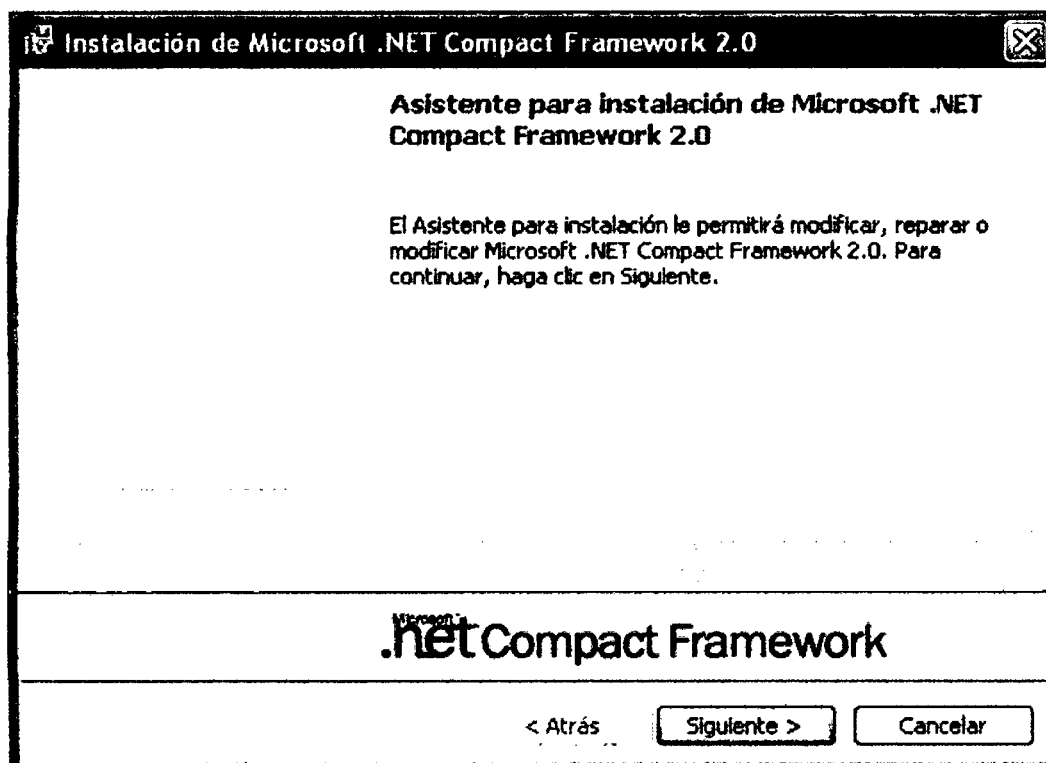 Instalación de Microsoft .NET Compact Framework 2.0
Asistente para instalación de Microsoft .NET
Compact Framework 2.0
El Asistente para instalación le permitirá modificar, reparar o
modificar Microsoft .NET Compact Framework 2.0. Para
continuar, haga clic en Siguiente.
Microsoft
.net Compact Framework
< Atrás
Siguiente >
Cancelar